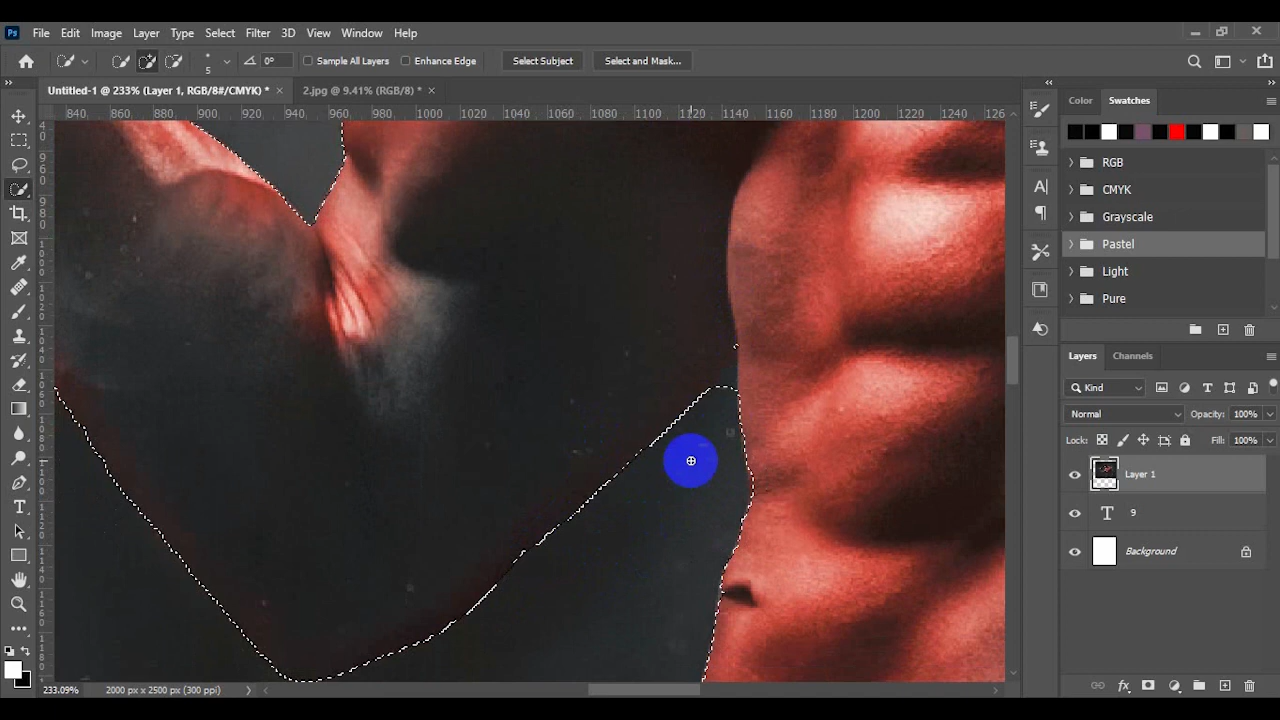 Ps File Edit Image Layer Type Select Filter 3D View Window Help
5 0° Sample All Layers Enhance Edge Select Subject Select and Mask...
Untitled-1 @ 233% (Layer 1, RGB/8#/CMYK) * × 2.jpg @ 9.41% (RGB/8) * ×
840 860 880 900 920 940 960 980 1000 1020 1040 1060 1080 1100 1120 1140 1160 1180 1200 1220 1240 126
Color Swatches
RGB
CMYK
Grayscale
Pastel
Light
Pure
Layers Channels
Kind
Normal Opacity: 100%
Lock: Fill: 100%
Layer 1
T 9
Background
233.09% 2000 px x 2500 px (300 ppi)
fx